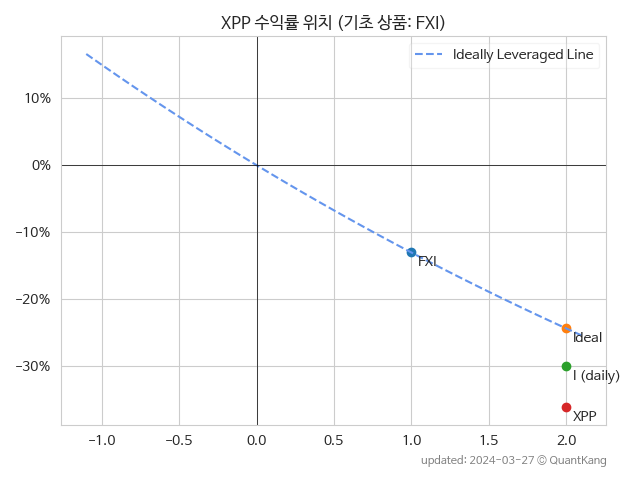 XPP 수익률 위치 (기초 상품: FXI)
Ideally Leveraged Line
10%
0%
−10%
−20%
−30%
FXI
Ideal
I (daily)
XPP
−1.0 −0.5 0.0 0.5 1.0 1.5 2.0
updated: 2024-03-27 © QuantKang